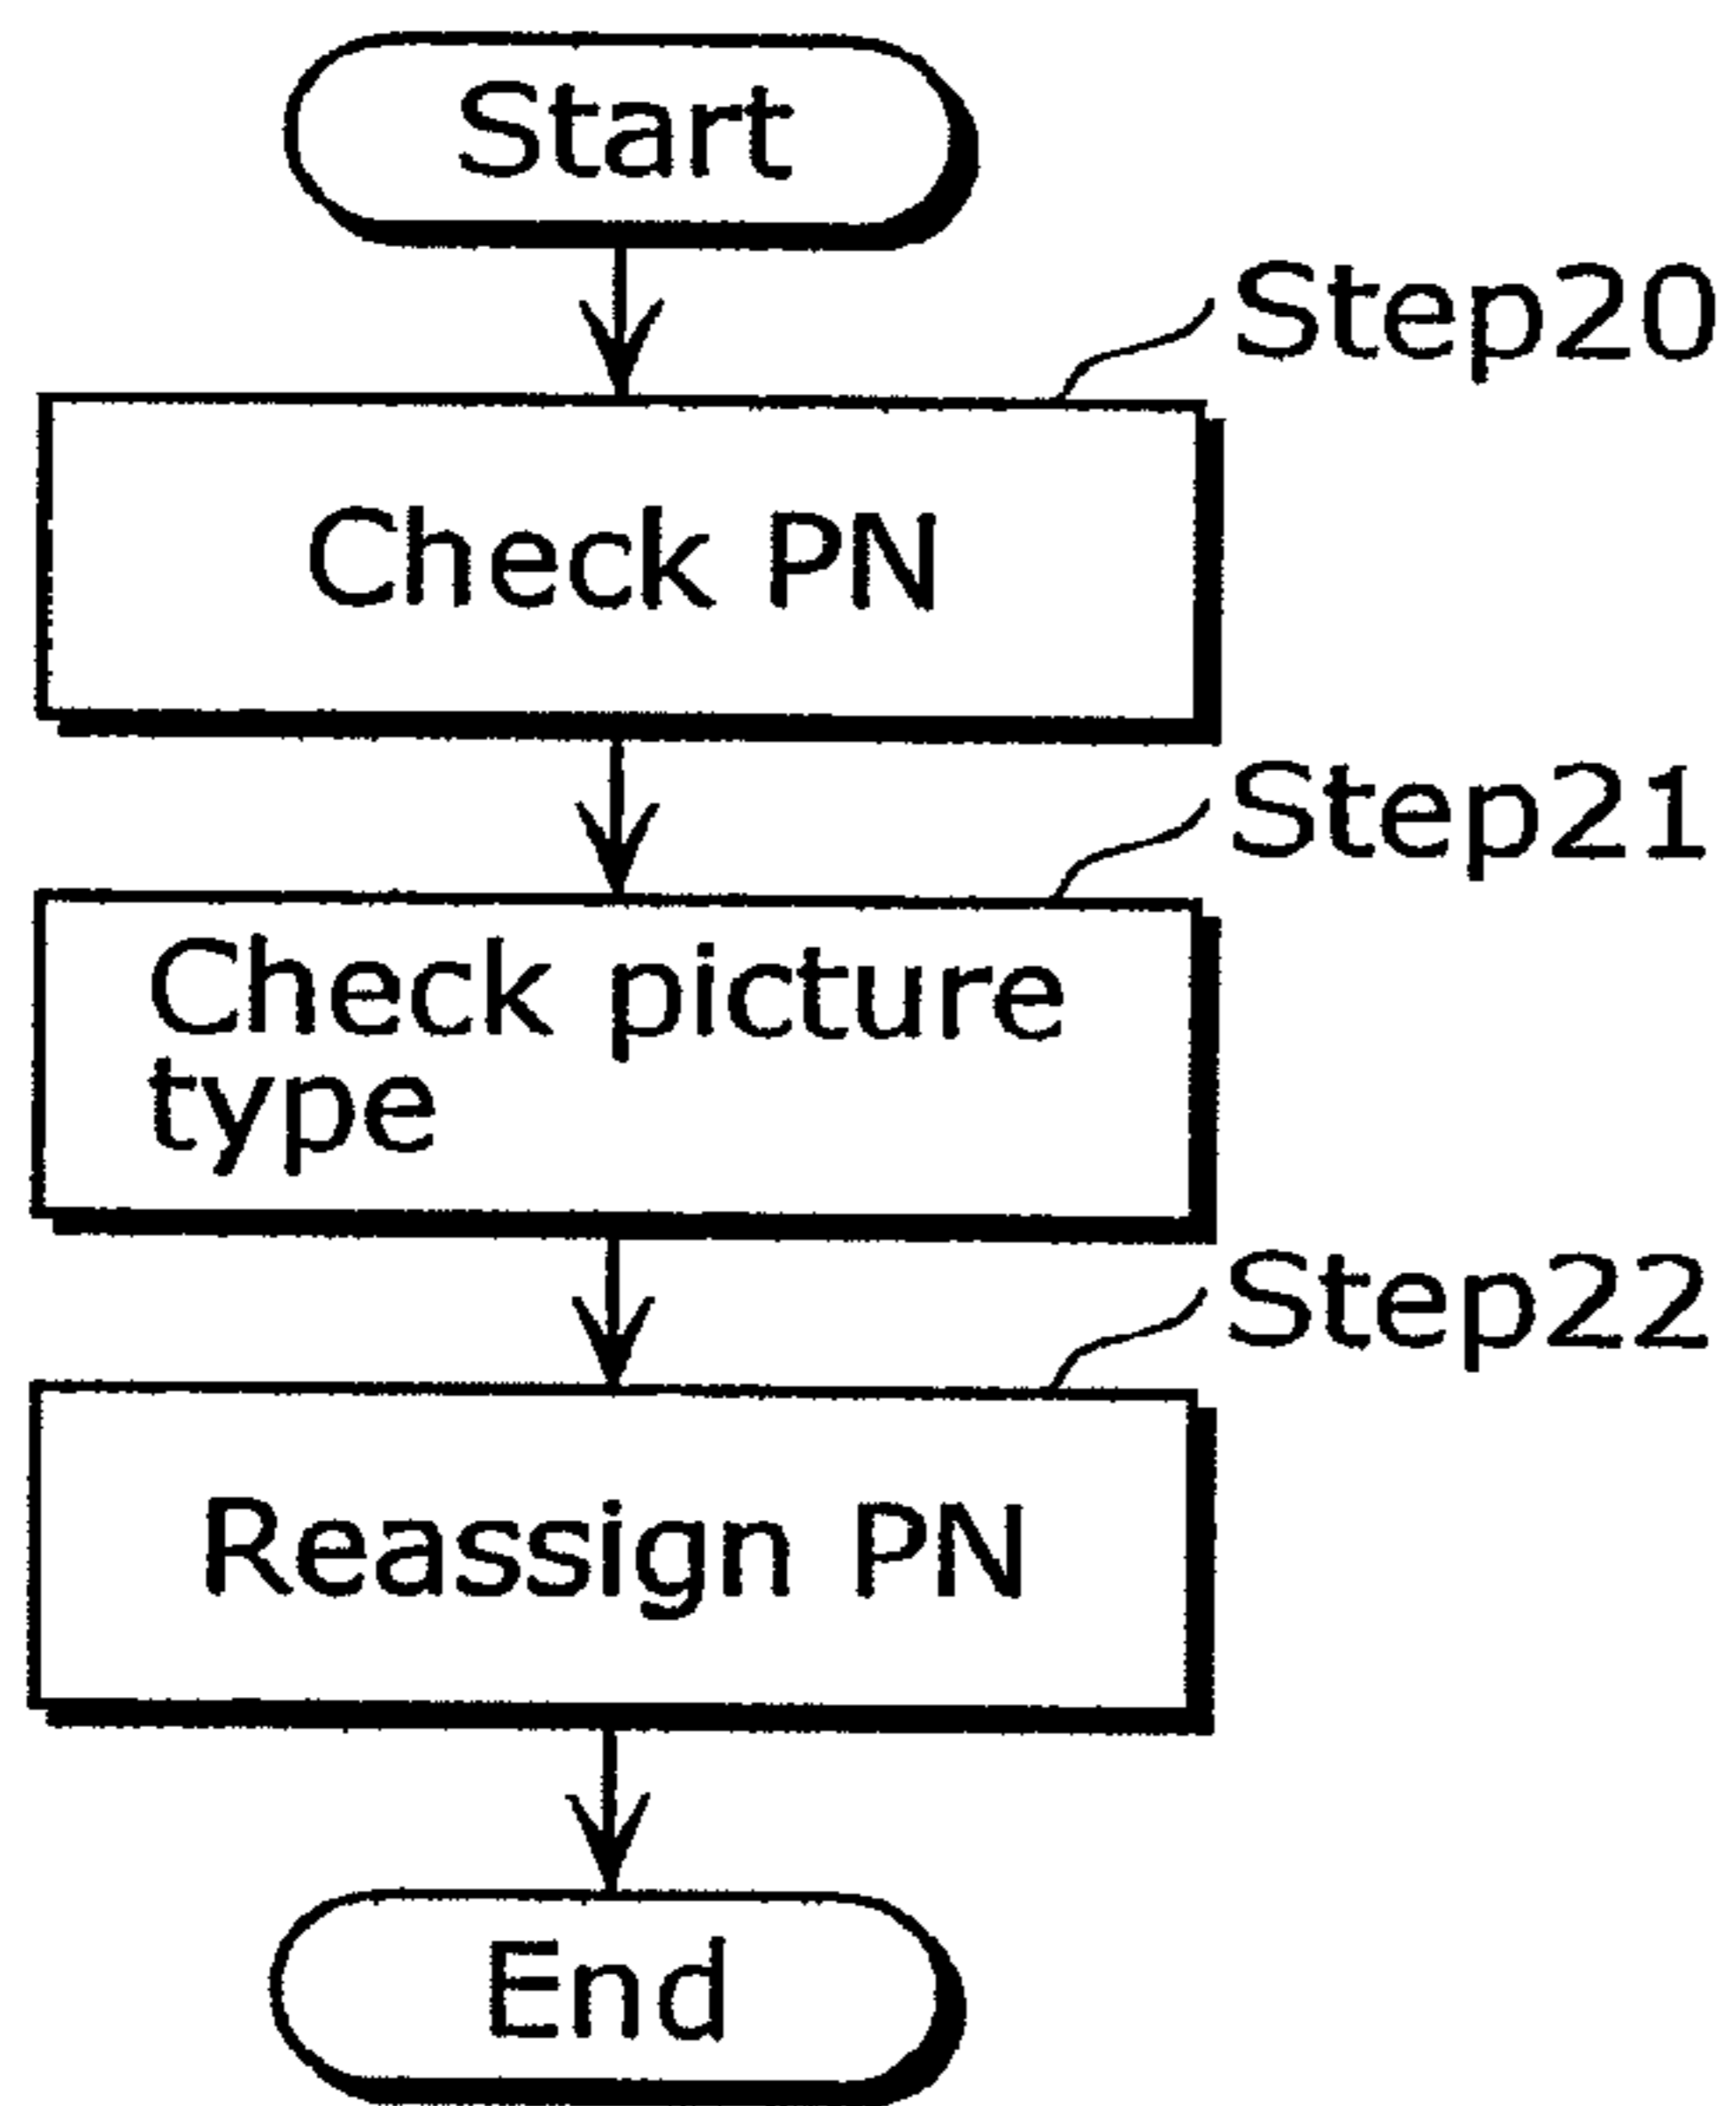 Start
Step20
Check PN
Step21
Check picture
type
Step22
Reassign PN
End